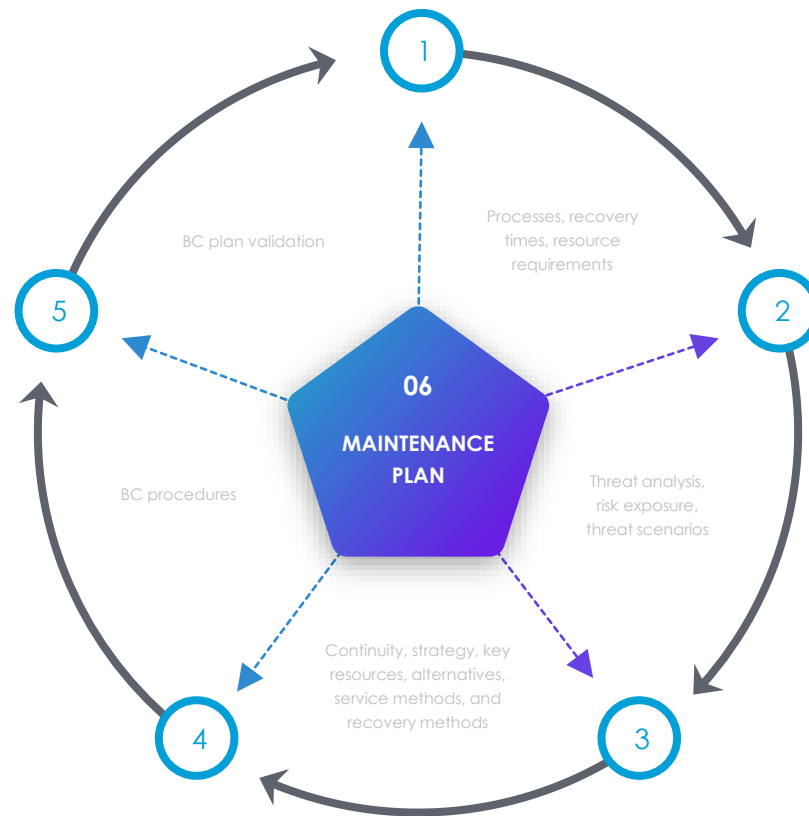 1
Processes, recovery
times, resource
requirements
BC plan validation
5
2
06
MAINTENANCE
PLAN
Threat analysis,
risk exposure,
threat scenarios
BC procedures
Continuity, strategy, key
resources, alternatives,
service methods, and
recovery methods
4
3